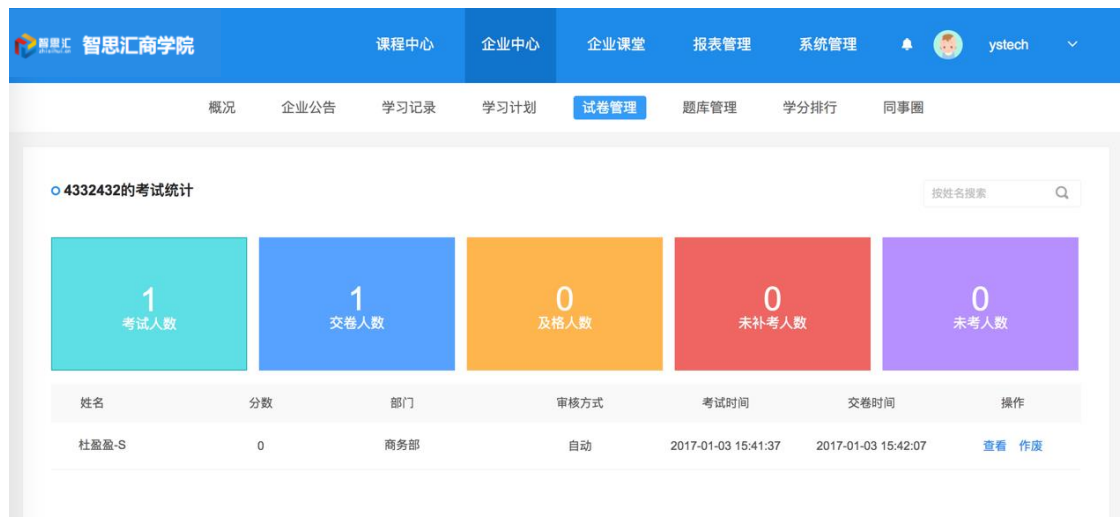 智思汇 智思汇商学院 课程中心 企业中心 企业课堂 报表管理 系统管理 ystech
概况 企业公告 学习记录 学习计划 试卷管理 题库管理 学分排行 同事圈
4332432的考试统计 按姓名搜索
1 1 0 0 0
考试人数 交卷人数 及格人数 未补考人数 未考人数
姓名 分数 部门 审核方式 考试时间 交卷时间 操作
杜盈盈-S 0 商务部 自动 2017-01-03 15:41:37 2017-01-03 15:42:07 查看 作废